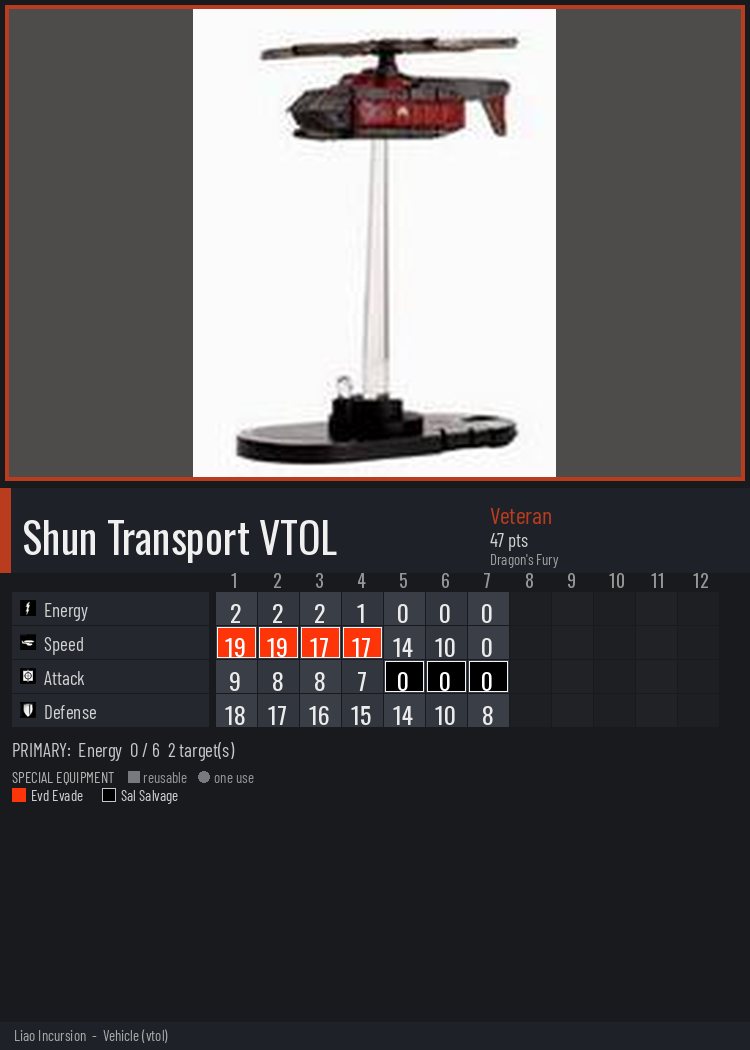 Shun Transport VTOL
Veteran
47 pts
Dragon's Fury
1 2 3 4 5 6 7 8 9 10 11 12
Energy 2 2 2 1 0 0 0
Speed 19 19 17 17 14 10 0
Attack 9 8 8 7 0 0 0
Defense 18 17 16 15 14 10 8
PRIMARY: Energy 0 / 6 2 target(s)
SPECIAL EQUIPMENT reusable one use
Evd Evade Sal Salvage
Liao Incursion - Vehicle (vtol)